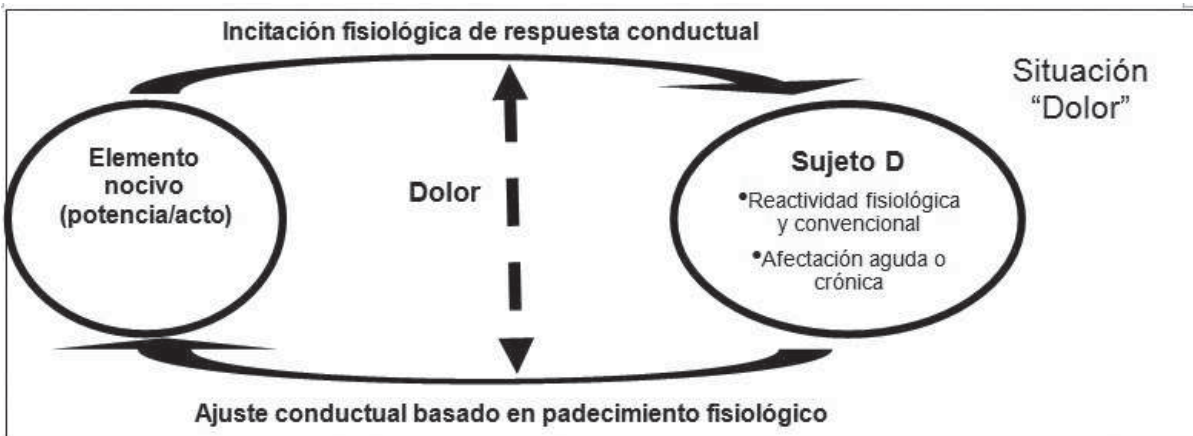 Incitación fisiológica de respuesta conductual
Situación
“Dolor”
Elemento
nocivo
(potencia/acto)
Dolor
Sujeto D
•Reactividad fisiológica
y convencional
•Afectación aguda o
crónica
Ajuste conductual basado en padecimiento fisiológico